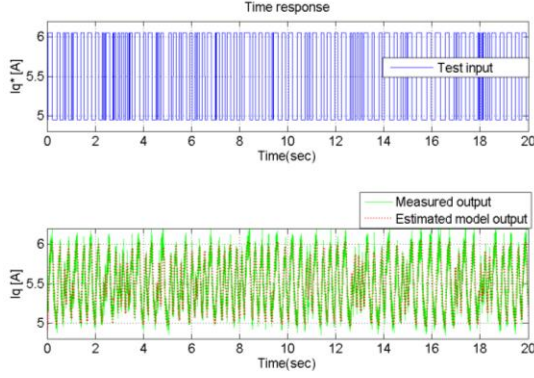 Time response
Iq* [A]
6
5.5
5
Test input
0 2 4 6 8 10 12 14 16 18 20
Time(sec)
Measured output
Estimated model output
Iq [A]
6
5.5
5
0 2 4 6 8 10 12 14 16 18 20
Time(sec)